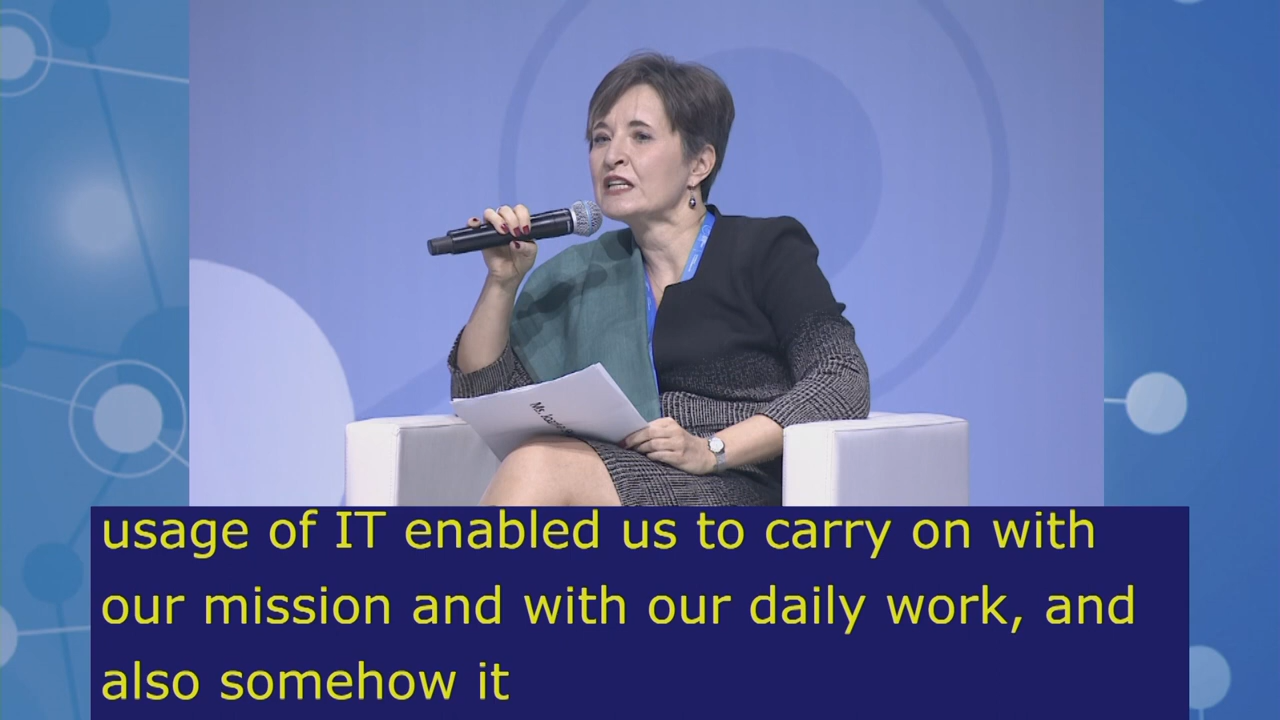 Ms.
usage of IT enabled us to carry on with
our mission and with our daily work, and
also somehow it